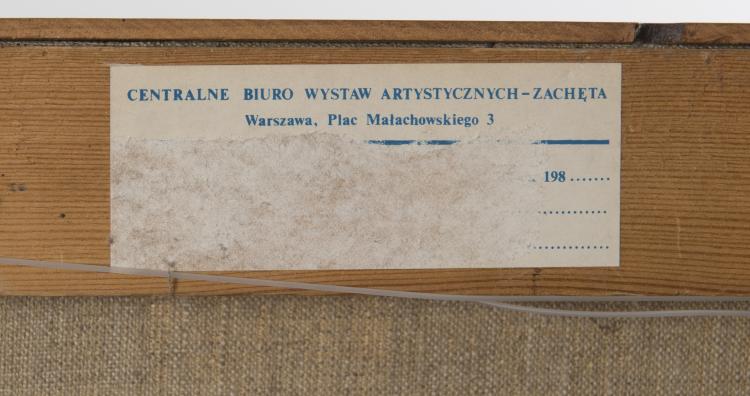 CENTRALNE BIURO WYSTAW ARTYSTYCZNYCH–ZACHĘTA
Warszawa, Plac Małachowskiego 3
198.......